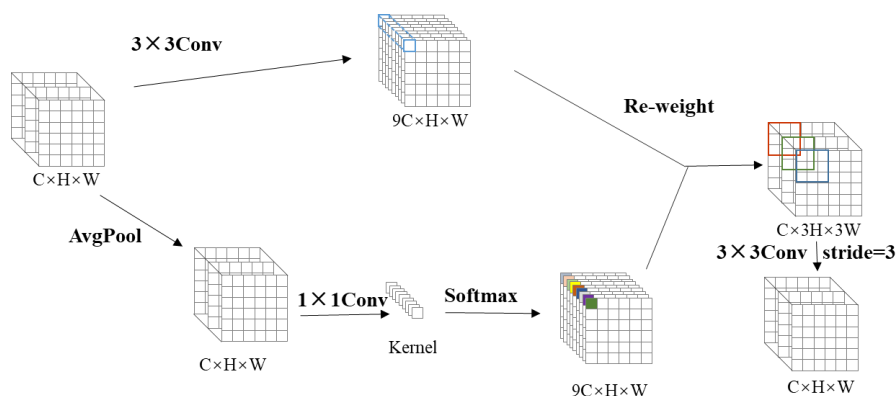 3×3Conv
9C×H×W
Re-weight
C×H×W
AvgPool
C×3H×3W
3×3Conv stride=3
1×1Conv
Softmax
Kernel
C×H×W
9C×H×W
C×H×W